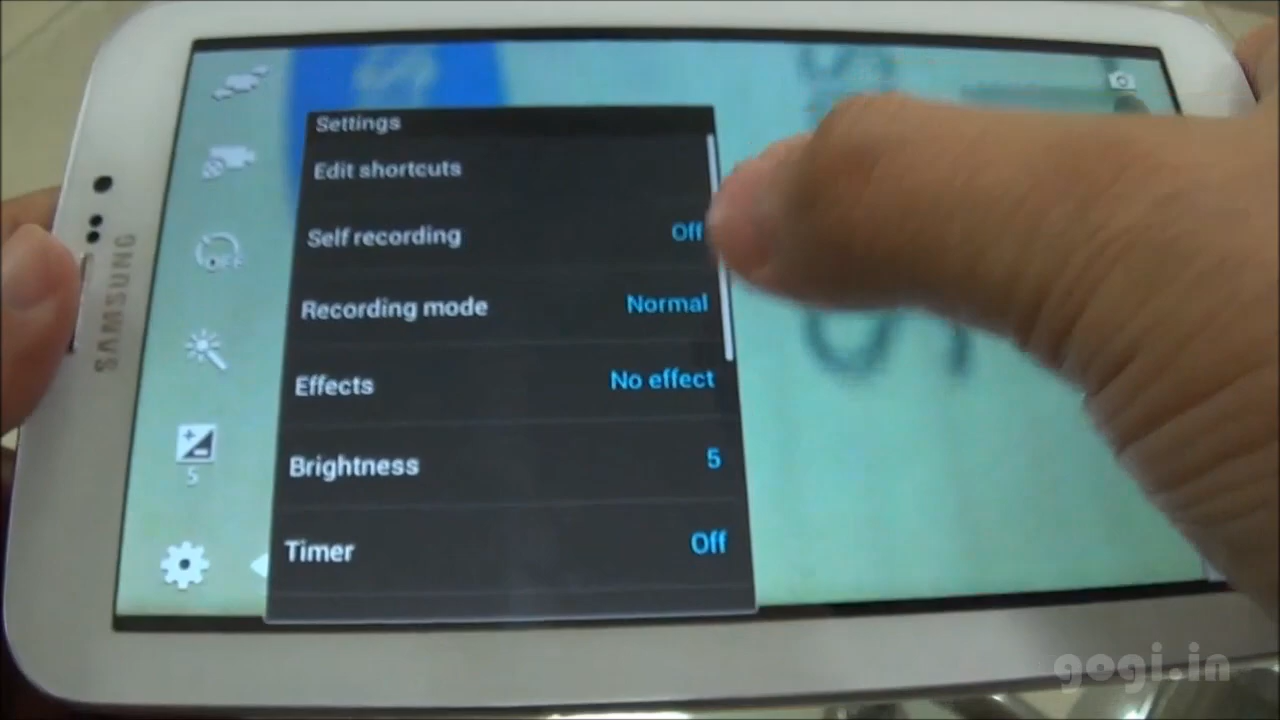 Settings
Edit shortcuts
Self recording Off
Recording mode Normal
Effects No effect
Brightness 5
Timer Off
5
SAMSUNG
gogi.in